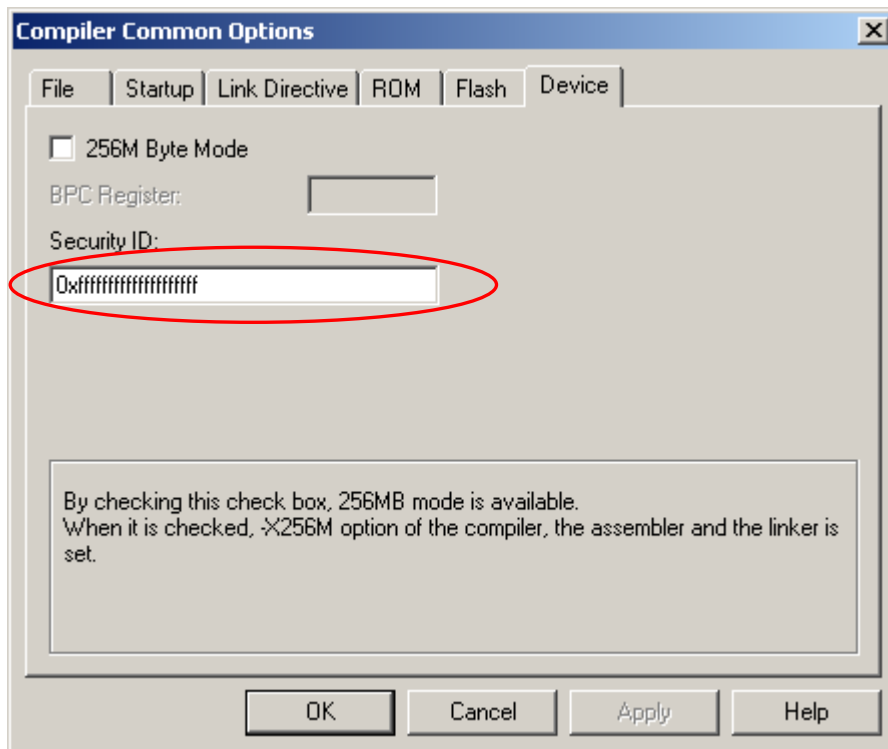 Compiler Common Options
File Startup Link Directive ROM Flash Device
256M Byte Mode
BPC Register:
Security ID:
0xffffffffffffffffffff
By checking this check box, 256MB mode is available.
When it is checked, -X256M option of the compiler, the assembler and the linker is
set.
OK Cancel Apply Help